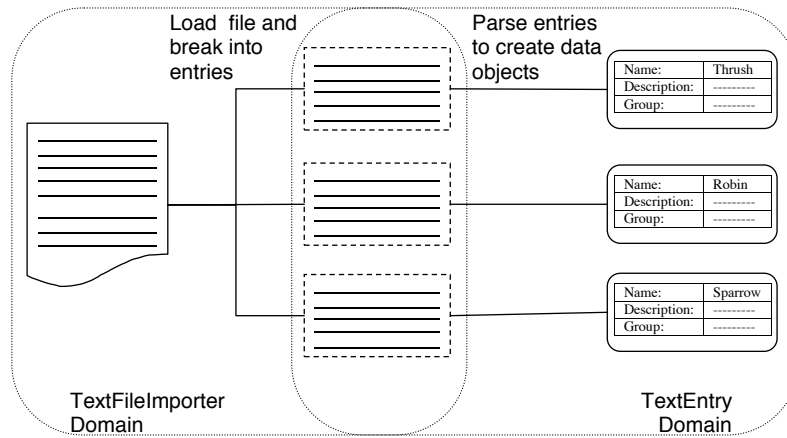 Load file and
break into
entries
Parse entries
to create data
objects
Name: Thrush
Description: ---------
Group: ---------
Name: Robin
Description: ---------
Group: ---------
Name: Sparrow
Description: ---------
Group: ---------
TextFileImporter
Domain
TextEntry
Domain